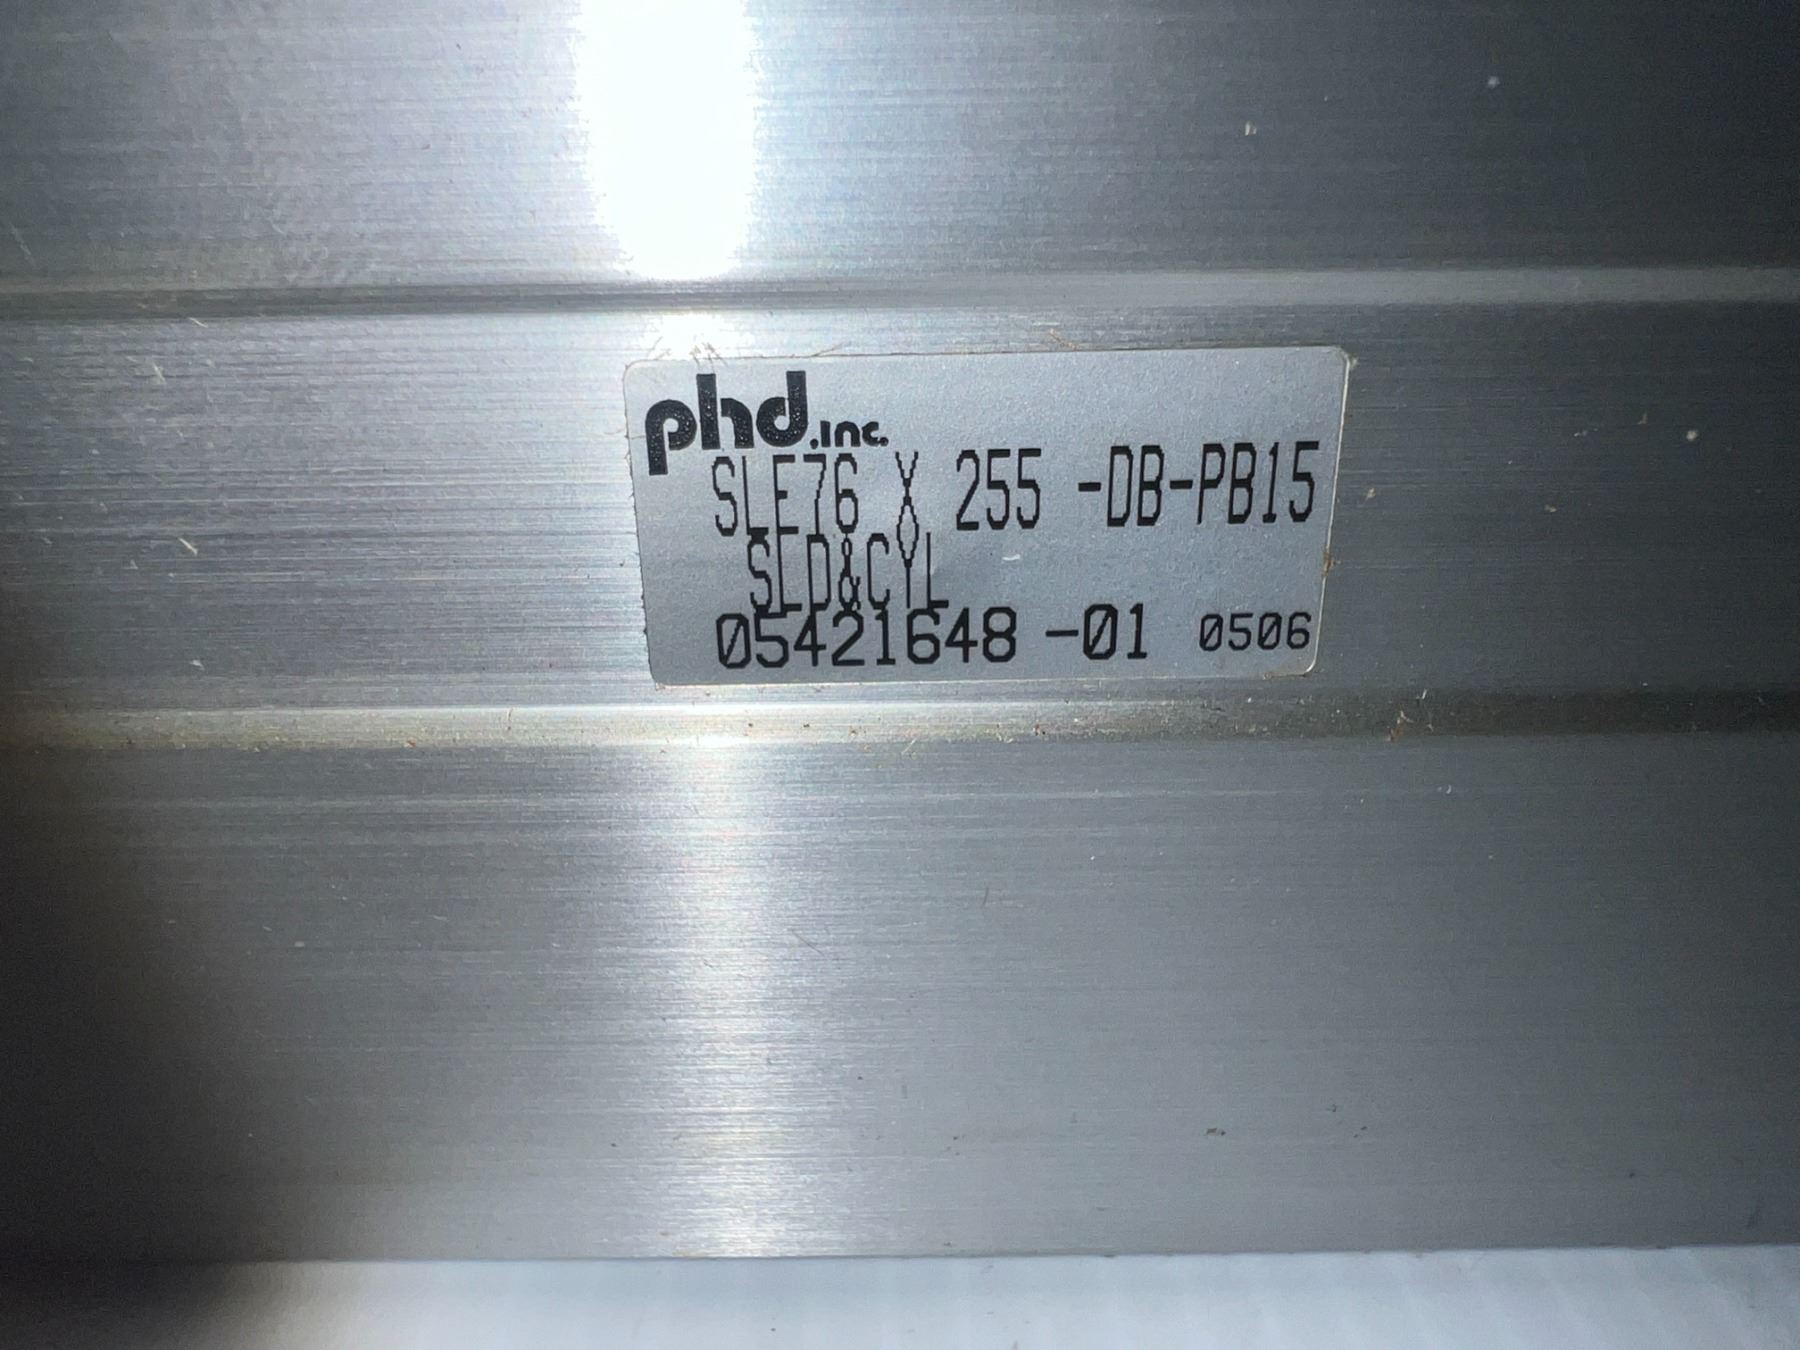 phd.inc.
SLE76 X 255 -DB-PB15
SLD&CYL
05421648 -01 0506